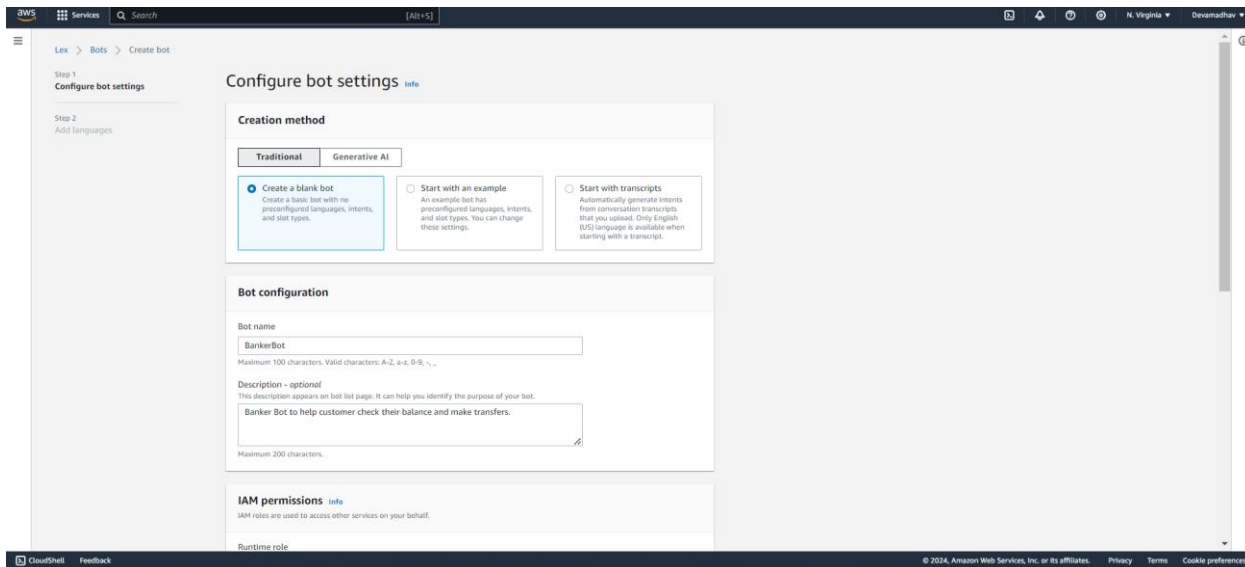 aws
Services
Search
[Alt+S]
N. Virginia
Devamadhav
Lex > Bots > Create bot
Step 1
Configure bot settings
Step 2
Add languages
Configure bot settings Info
Creation method
Traditional
Generative AI
Create a blank bot
Create a basic bot with no
preconfigured languages, intents,
and slot types.
Start with an example
An example bot has
preconfigured languages, intents,
and slot types. You can change
these settings.
Start with transcripts
Automatically generate intents
from conversation transcripts
that you upload. Only English
(US) language is available when
starting with a transcript.
Bot configuration
Bot name
BankerBot
Maximum 100 characters. Valid characters: A-Z, a-z, 0-9, -, _
Description - optional
This description appears on bot list page. It can help you identify the purpose of your bot.
Banker Bot to help customer check their balance and make transfers.
Maximum 200 characters.
IAM permissions Info
IAM roles are used to access other services on your behalf.
Runtime role
CloudShell
Feedback
© 2024, Amazon Web Services, Inc. or its affiliates.
Privacy
Terms
Cookie preferences